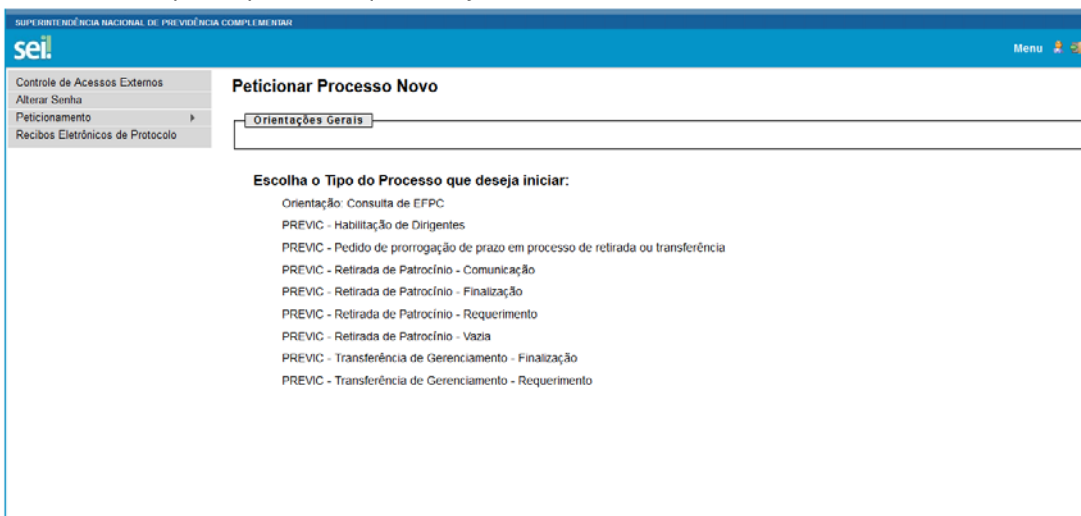 SUPERINTENDÊNCIA NACIONAL DE PREVIDÊNCIA COMPLEMENTAR
sei!
Menu
Controle de Acessos Externos
Alterar Senha
Peticionamento
Recibos Eletrônicos de Protocolo
Peticionar Processo Novo
Orientações Gerais
Escolha o Tipo do Processo que deseja iniciar:
Orientação: Consulta de EFPC
PREVIC - Habilitação de Dirigentes
PREVIC - Pedido de prorrogação de prazo em processo de retirada ou transferência
PREVIC - Retirada de Patrocínio - Comunicação
PREVIC - Retirada de Patrocínio - Finalização
PREVIC - Retirada de Patrocínio - Requerimento
PREVIC - Retirada de Patrocínio - Vazia
PREVIC - Transferência de Gerenciamento - Finalização
PREVIC - Transferência de Gerenciamento - Requerimento